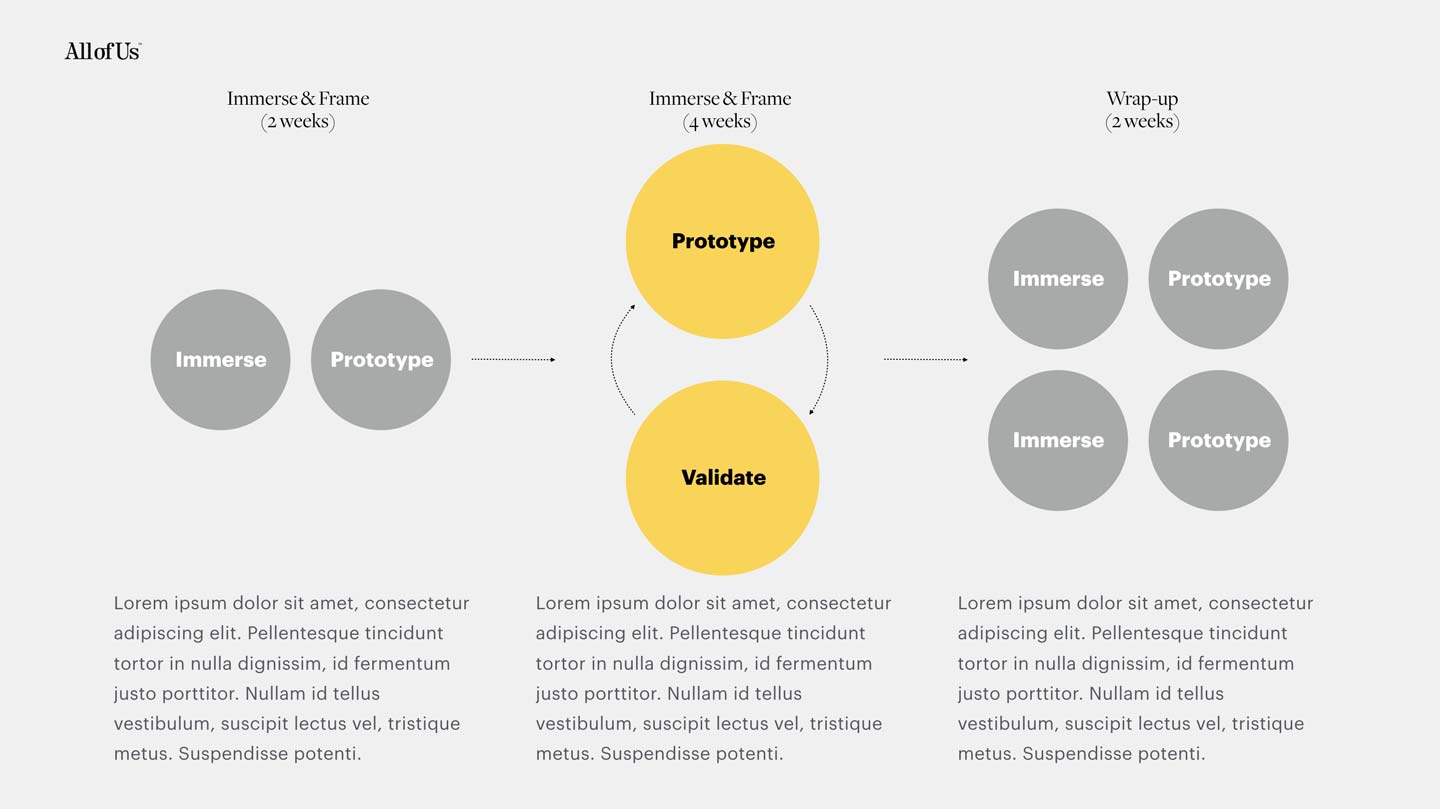 All of Us™
Immerse & Frame
(2 weeks)
Immerse & Frame
(4 weeks)
Wrap-up
(2 weeks)
Immerse
Prototype
Prototype
Validate
Immerse
Prototype
Immerse
Prototype
Lorem ipsum dolor sit amet, consectetur
adipiscing elit. Pellentesque tincidunt
tortor in nulla dignissim, id fermentum
justo porttitor. Nullam id tellus
vestibulum, suscipit lectus vel, tristique
metus. Suspendisse potenti.
Lorem ipsum dolor sit amet, consectetur
adipiscing elit. Pellentesque tincidunt
tortor in nulla dignissim, id fermentum
justo porttitor. Nullam id tellus
vestibulum, suscipit lectus vel, tristique
metus. Suspendisse potenti.
Lorem ipsum dolor sit amet, consectetur
adipiscing elit. Pellentesque tincidunt
tortor in nulla dignissim, id fermentum
justo porttitor. Nullam id tellus
vestibulum, suscipit lectus vel, tristique
metus. Suspendisse potenti.